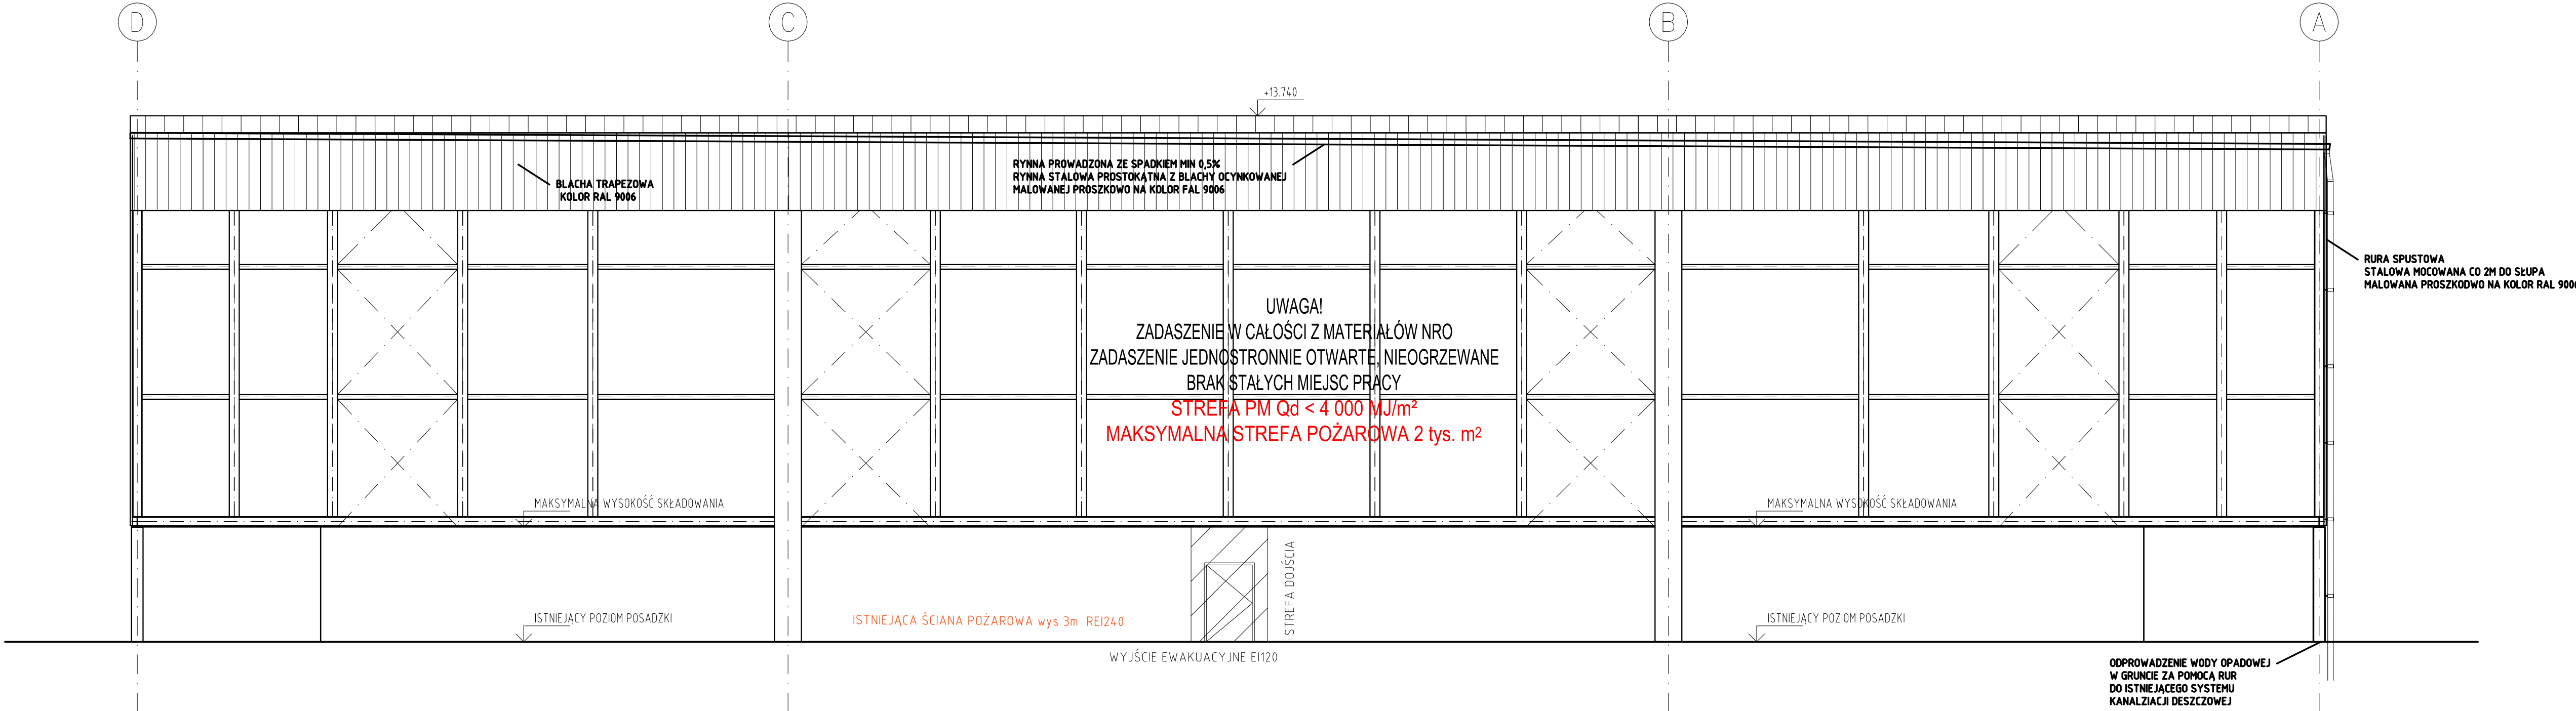 D
C
B
A
+13.740
RYNNA PROWADZONA ZE SPADKIEM MIN 0,5%
RYNNA STALOWA PROSTOKĄTNA Z BLACHY OCYNKOWANEJ
MALOWANEJ PROSZKOWO NA KOLOR FAL 9006
BLACHA TRAPEZOWA
KOLOR RAL 9006
RURA SPUSTOWA
STALOWA MOCOWANA CO 2M DO SŁUPA
MALOWANA PROSZKODWO NA KOLOR RAL 9006
UWAGA!
ZADASZENIE W CAŁOŚCI Z MATERIAŁÓW NRO
ZADASZENIE JEDNOSTRONNIE OTWARTE, NIEOGRZEWANE
BRAK STAŁYCH MIEJSC PRACY
STREFA PM Qd < 4 000 MJ/m²
MAKSYMALNA STREFA POŻAROWA 2 tys. m²
MAKSYMALNA WYSOKOŚĆ SKŁADOWANIA
MAKSYMALNA WYSOKOŚĆ SKŁADOWANIA
STREFA DOJŚCIA
ISTNIEJĄCY POZIOM POSADZKI
ISTNIEJĄCA ŚCIANA POŻAROWA wys 3m REI240
ISTNIEJĄCY POZIOM POSADZKI
WYJŚCIE EWAKUACYJNE EI120
ODPROWADZENIE WODY OPADOWEJ
W GRUNCIE ZA POMOCĄ RUR
DO ISTNIEJĄCEGO SYSTEMU
KANALZIACJI DESZCZOWEJ